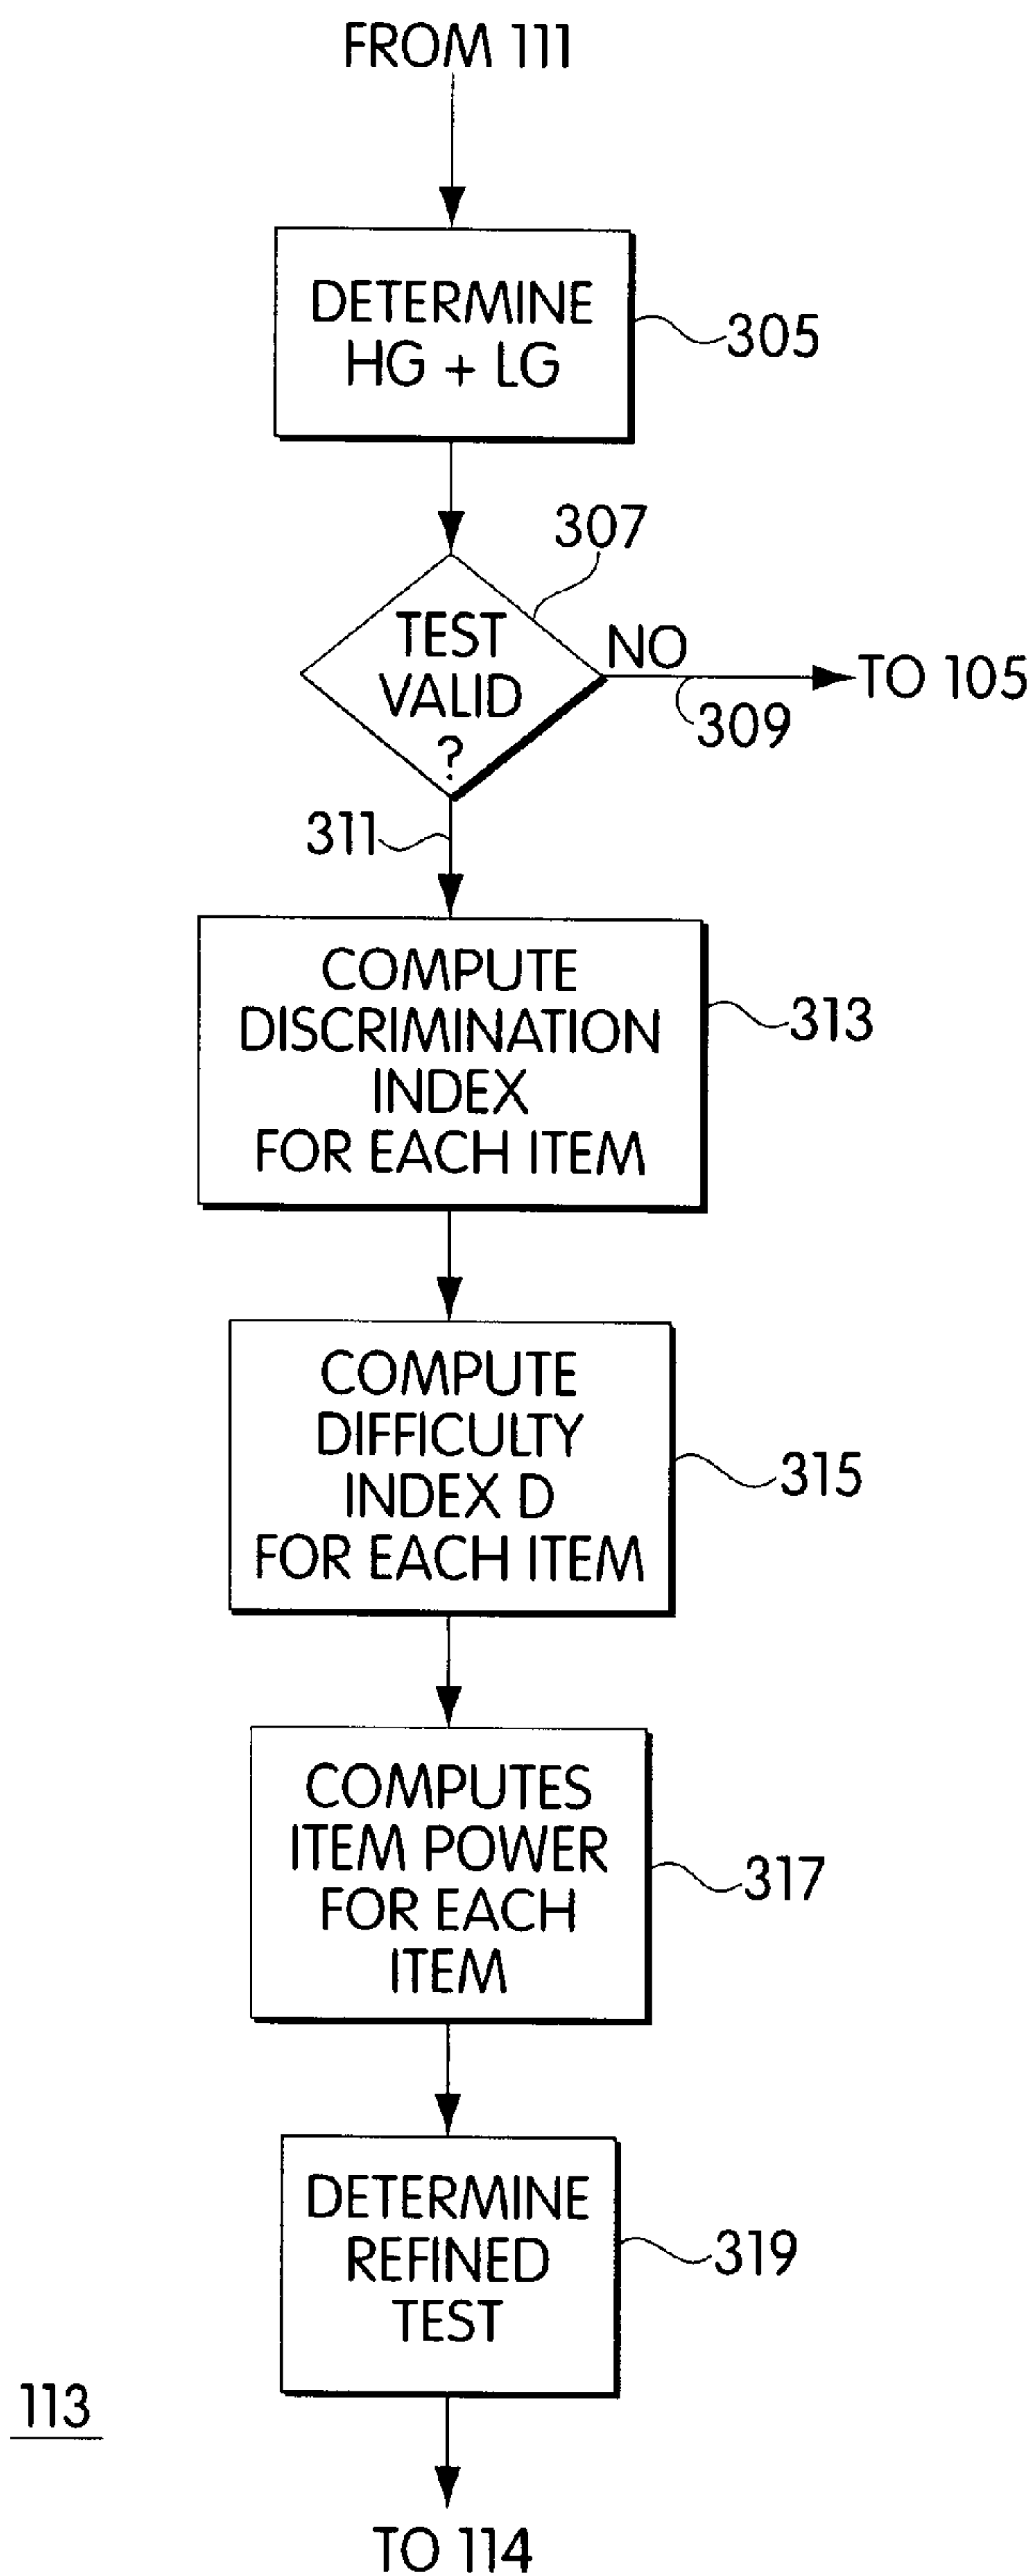 FROM 111
DETERMINE
HG + LG
305
307
TEST
VALID
?
NO
TO 105
309
311
COMPUTE
DISCRIMINATION
INDEX
FOR EACH ITEM
313
COMPUTE
DIFFICULTY
INDEX D
FOR EACH ITEM
315
COMPUTES
ITEM POWER
FOR EACH
ITEM
317
DETERMINE
REFINED
TEST
319
113
TO 114